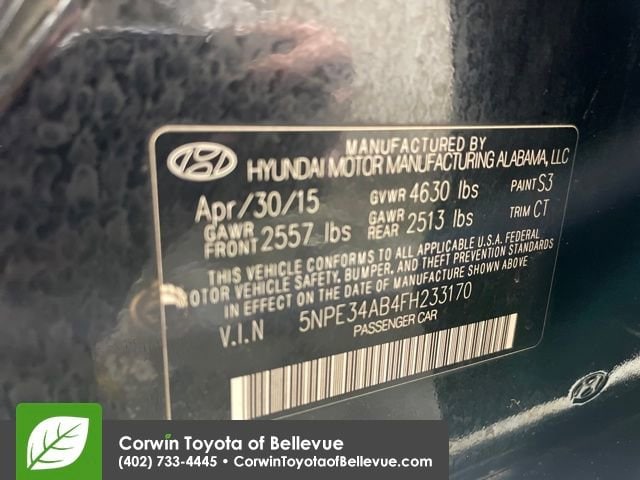 MANUFACTURED BY
HYUNDAI MOTOR MANUFACTURING ALABAMA, LLC
Apr/30/15 GVWR 4630 lbs PAINT S3
GAWR FRONT 2557 lbs GAWR REAR 2513 lbs TRIM CT
THIS VEHICLE CONFORMS TO ALL APPLICABLE U.S.A. FEDERAL
MOTOR VEHICLE SAFETY, BUMPER, AND THEFT PREVENTION STANDARDS
IN EFFECT ON THE DATE OF MANUFACTURE SHOWN ABOVE
V.I.N 5NPE34AB4FH233170
PASSENGER CAR
Corwin Toyota of Bellevue
(402) 733-4445 • CorwinToyotaofBellevue.com